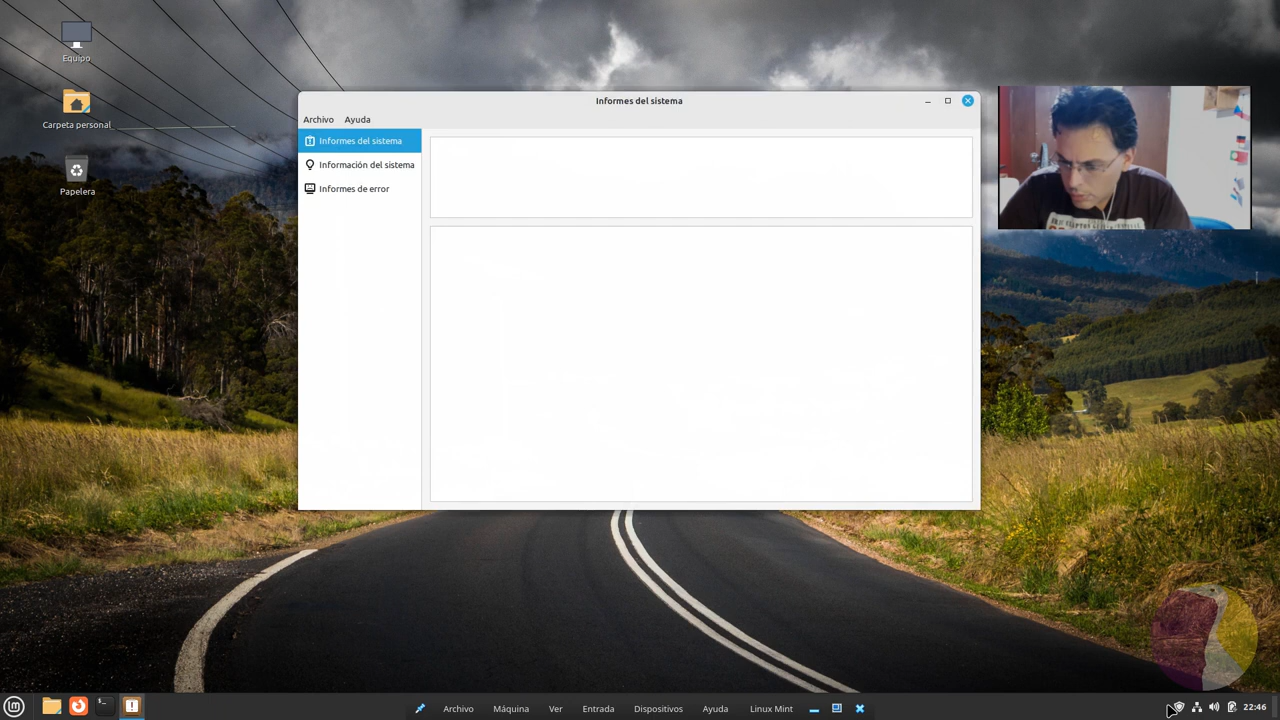 Equipo
Carpeta personal
Papelera
Informes del sistema
Archivo Ayuda
Informes del sistema
Información del sistema
Informes de error
Archivo Máquina Ver Entrada Dispositivos Ayuda Linux Mint
22:46